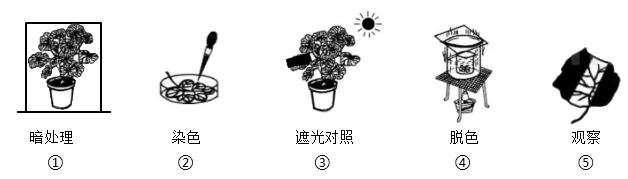 暗处理 染色 遮光对照 脱色 观察
① ② ③ ④ ⑤